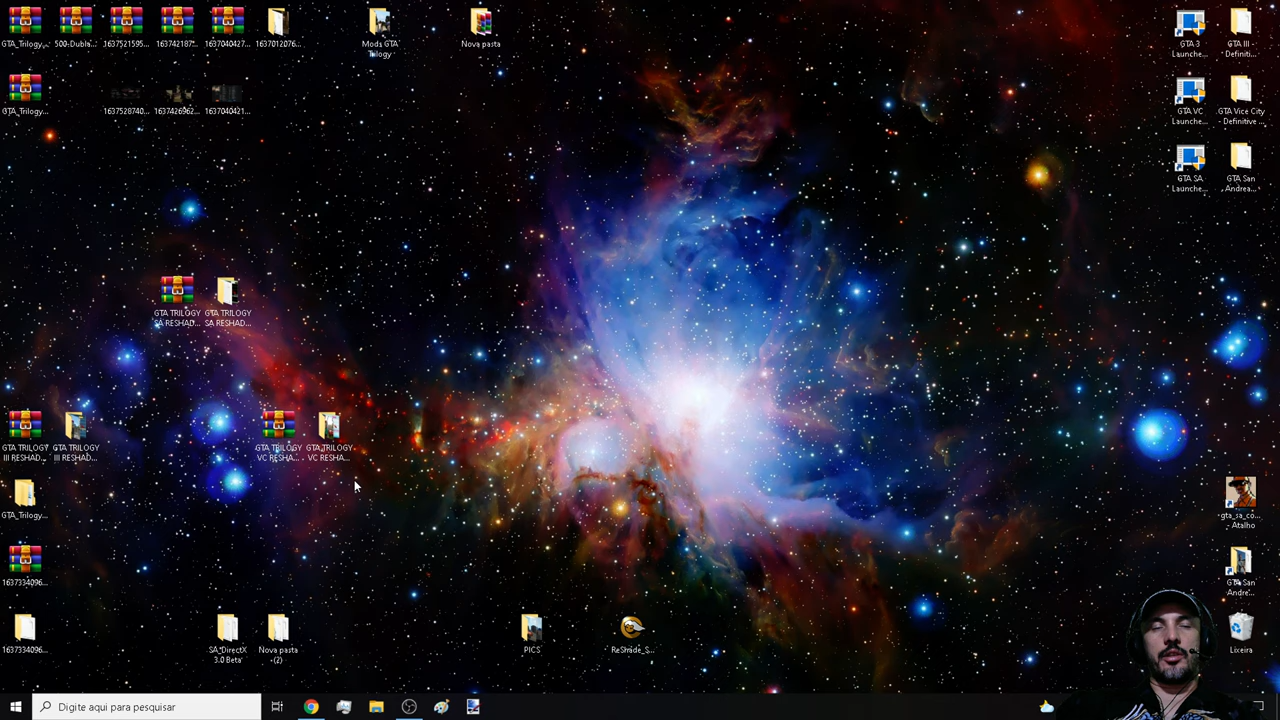 GTA_Trilogy...
500-Dubla...
1637521595...
163742187...
1637040427...
1637012076...
Mods GTA
Trilogy
Nova pasta
GTA 3
Launche...
GTA III
Definiti...
GTA_Trilogy...
1637528740...
1637426962...
1637040421...
GTA VC
Launche...
GTA Vice City
- Definitive ...
GTA SA
Launche...
GTA San
Andrea...
GTA TRILOGY
SA RESHAD...
GTA TRILOGY
SA RESHAD...
GTA TRILOGY
III RESHAD...
GTA TRILOGY
III RESHAD...
GTA TRILOGY
VC RESHA...
GTA TRILOGY
VC RESHA...
GTA_Trilogy...
gta_sa_co...
- Atalho
1637334096...
GTA San
Andre...
1637334096...
SA_DirectX
3.0 Beta
Nova pasta
(2)
PICS
ReShade_S...
Lixeira
Digite aqui para pesquisar